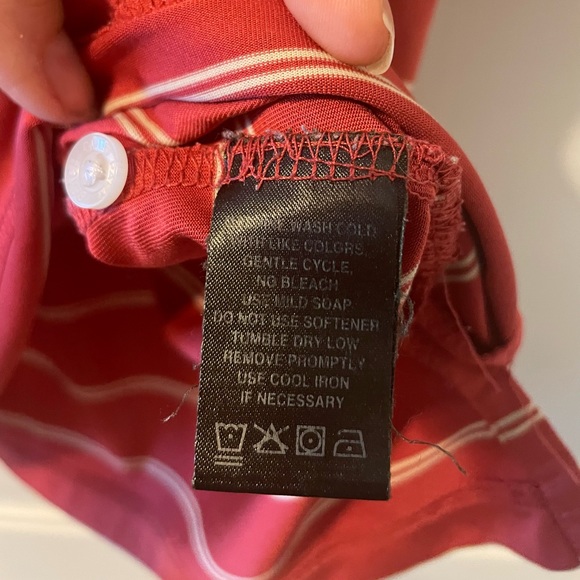 WASH COLD
WITH LIKE COLORS,
GENTLE CYCLE,
NO BLEACH
USE MILD SOAP
DO NOT USE SOFTENER
TUMBLE DRY LOW
REMOVE PROMPTLY
USE COOL IRON
IF NECESSARY